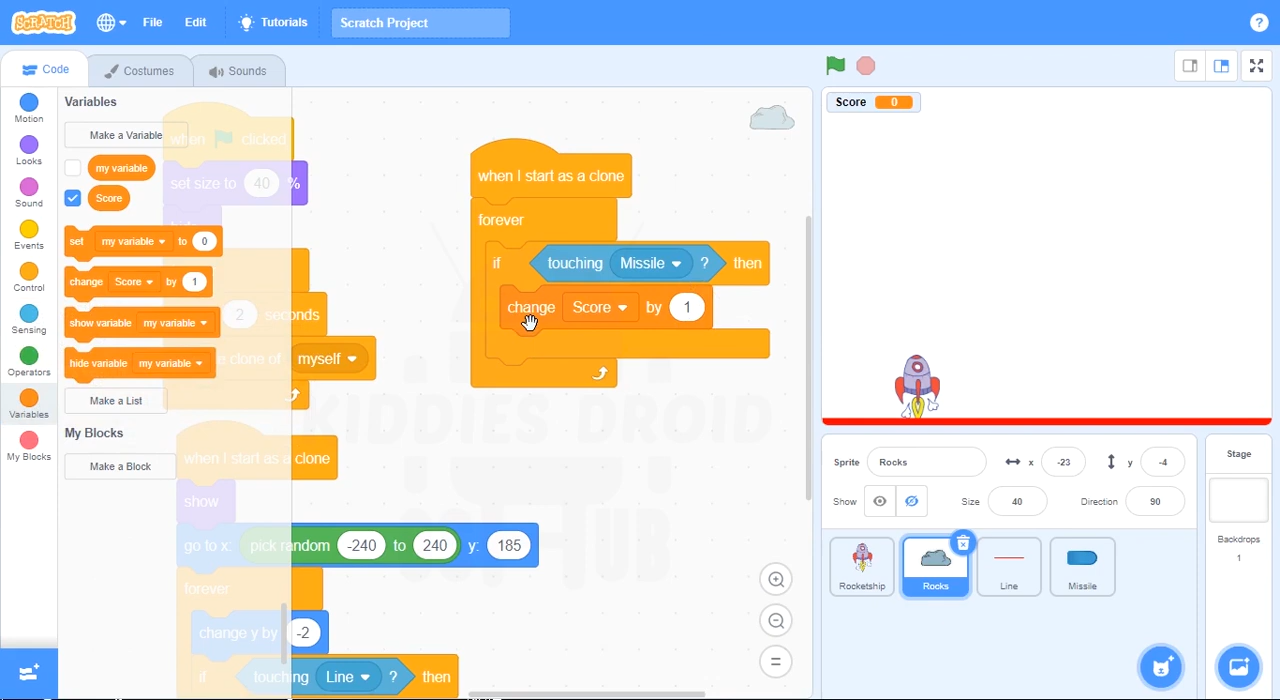 SCRATCH File Edit Tutorials Scratch Project ?
Code Costumes Sounds
Motion
Looks
Sound
Events
Control
Sensing
Operators
Variables
My Blocks
Variables
Make a Variable
my variable
Score
set my variable to 0
change Score by 1
show variable my variable
hide variable my variable
Make a List
My Blocks
Make a Block
when clicked
set size to 40 %
hide
2 seconds
clone of myself
when I start as a clone
show
go to x: pick random -240 to 240 y: 185
forever
change y by -2
if touching Line ? then
when I start as a clone
forever
if touching Missile ? then
change Score by 1
KIDDIES DROID
Score 0
Sprite Rocks x -23 y -4
Show Size 40 Direction 90
Rocketship Rocks Line Missile
Stage
Backdrops
1